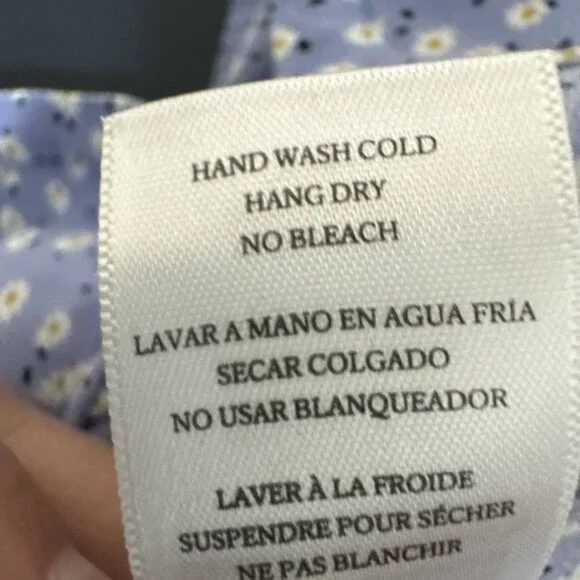 HAND WASH COLD
HANG DRY
NO BLEACH
LAVAR A MANO EN AGUA FRÍA
SECAR COLGADO
NO USAR BLANQUEADOR
LAVER À LA FROIDE
SUSPENDRE POUR SÉCHER
NE PAS BLANCHIR